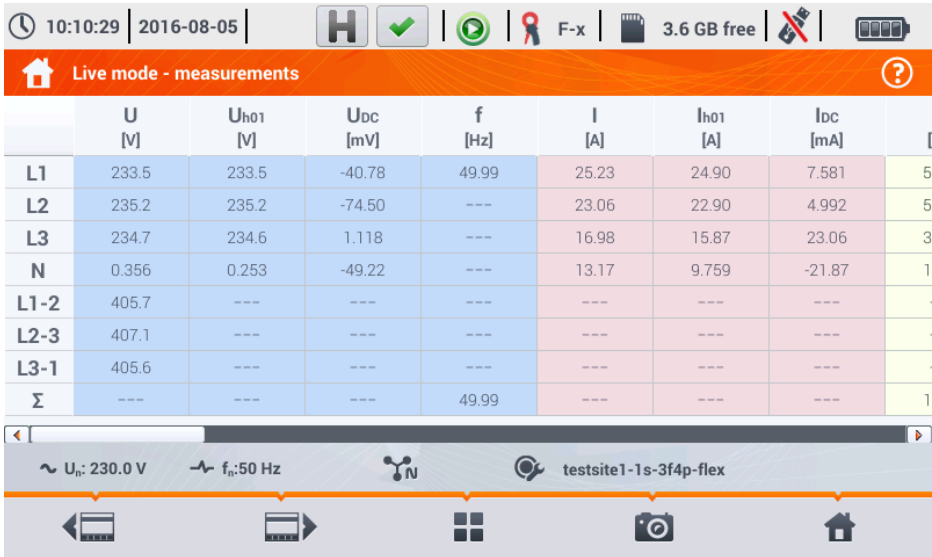 10:10:29 2016-08-05 H F-x 3.6 GB free
Live mode - measurements ?
U Uh01 UDC f I Ih01 IDC
[V] [V] [mV] [Hz] [A] [A] [mA] [
L1 233.5 233.5 -40.78 49.99 25.23 24.90 7.581 5
L2 235.2 235.2 -74.50 --- 23.06 22.90 4.992 5
L3 234.7 234.6 1.118 --- 16.98 15.87 23.06 3
N 0.356 0.253 -49.22 --- 13.17 9.759 -21.87 1
L1-2 405.7 --- --- --- --- --- --- -
L2-3 407.1 --- --- --- --- --- --- -
L3-1 405.6 --- --- --- --- --- --- -
Σ --- --- --- 49.99 --- --- --- 1
Un: 230.0 V fn:50 Hz N testsite1-1s-3f4p-flex